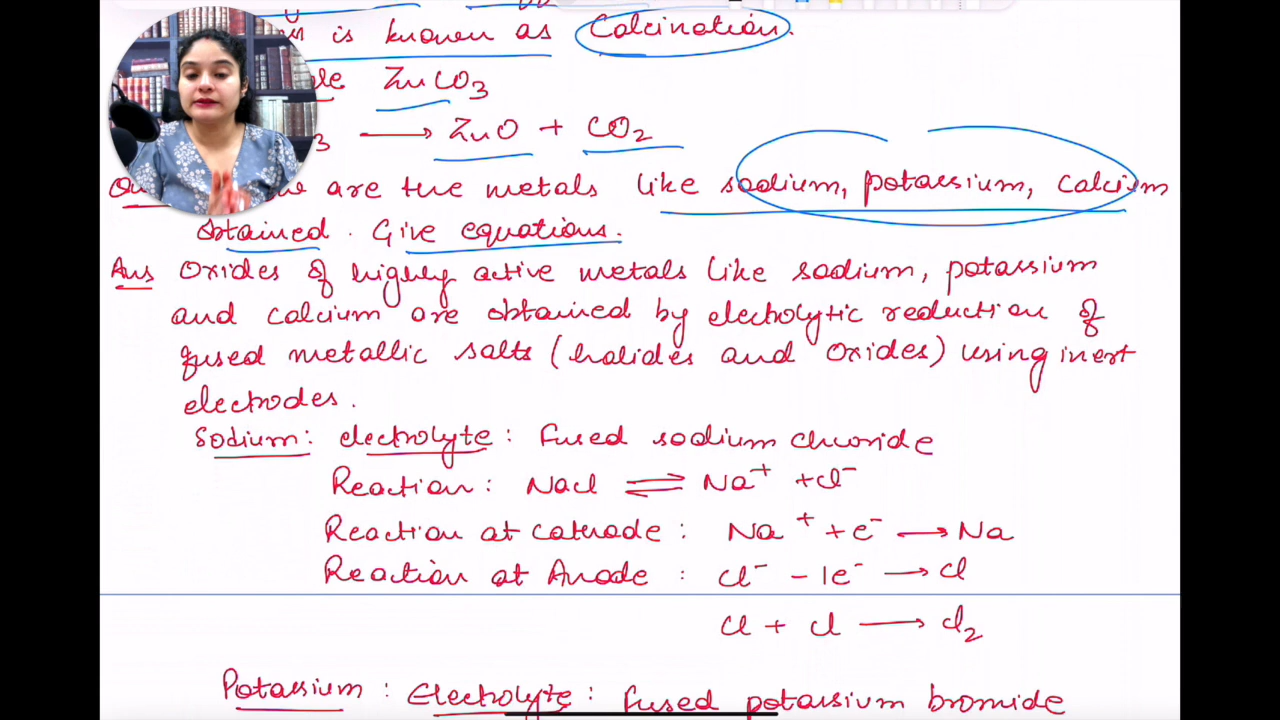 is known as Calcination.
ZnCO3
3 ⟶ ZnO + CO2
are the metals like sodium, potassium, calcium
obtained. Give equations.
Ans Oxides of highly active metals like sodium, potassium
and calcium are obtained by electrolytic reduction of
fused metallic salts (halides and oxides) using inert
electrodes.
Sodium: electrolyte: Fused sodium chloride
Reaction: NaCl ⇌ Na⁺ + Cl⁻
Reaction at cathode: Na⁺ + e⁻ ⟶ Na
Reaction at Anode: Cl⁻ – 1e⁻ ⟶ Cl
Cl + Cl ⟶ Cl2
Potassium: Electrolyte: Fused potassium bromide